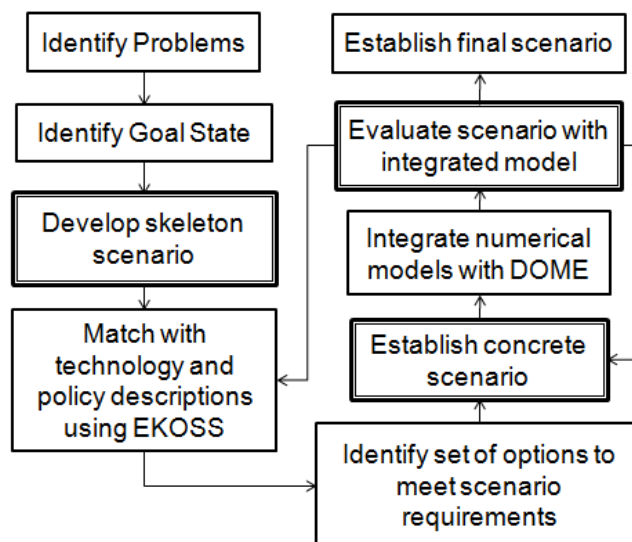 Identify Problems
Identify Goal State
Develop skeleton
scenario
Match with
technology and
policy descriptions
using EKOSS
Identify set of options to
meet scenario
requirements
Establish concrete
scenario
Integrate numerical
models with DOME
Evaluate scenario with
integrated model
Establish final scenario